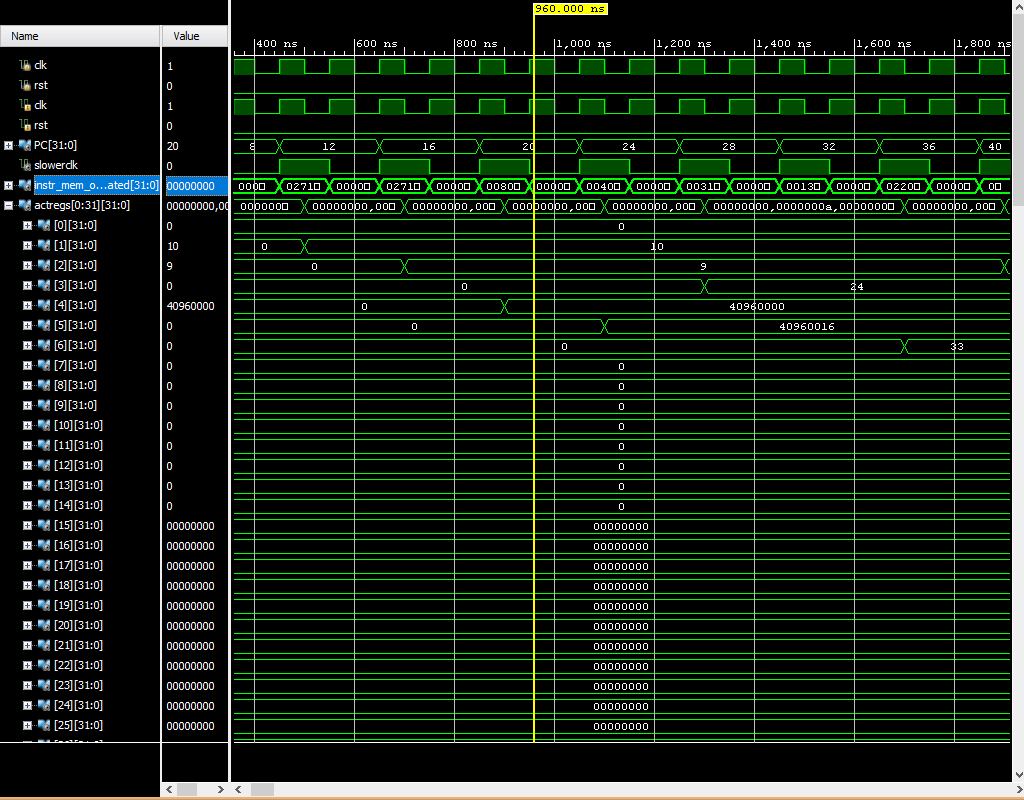 960.000 ns
Name Value
400 ns 600 ns 800 ns 1,000 ns 1,200 ns 1,400 ns 1,600 ns 1,800 ns
clk 1
rst 0
clk 1
rst 0
PC[31:0] 20 8 12 16 20 24 28 32 36 40
slowerclk 0
instr_mem_o...ated[31:0] 00000000 0000 0271 0000 0271 0000 0080 0000 0040 0000 0031 0000 0013 0000 0220 0000 0
actregs[0:31][31:0] 00000000,00 0000000 00000000,00 00000000,00 00000000,00 00000000,00 00000000,0000000a,00000000 00000000,00
[0][31:0] 0 0
[1][31:0] 10 0 10
[2][31:0] 9 0 9
[3][31:0] 0 0 24
[4][31:0] 40960000 0 40960000
[5][31:0] 0 0 40960016
[6][31:0] 0 0 33
[7][31:0] 0 0
[8][31:0] 0 0
[9][31:0] 0 0
[10][31:0] 0 0
[11][31:0] 0 0
[12][31:0] 0 0
[13][31:0] 0 0
[14][31:0] 0 0
[15][31:0] 00000000 00000000
[16][31:0] 00000000 00000000
[17][31:0] 00000000 00000000
[18][31:0] 00000000 00000000
[19][31:0] 00000000 00000000
[20][31:0] 00000000 00000000
[21][31:0] 00000000 00000000
[22][31:0] 00000000 00000000
[23][31:0] 00000000 00000000
[24][31:0] 00000000 00000000
[25][31:0] 00000000 00000000